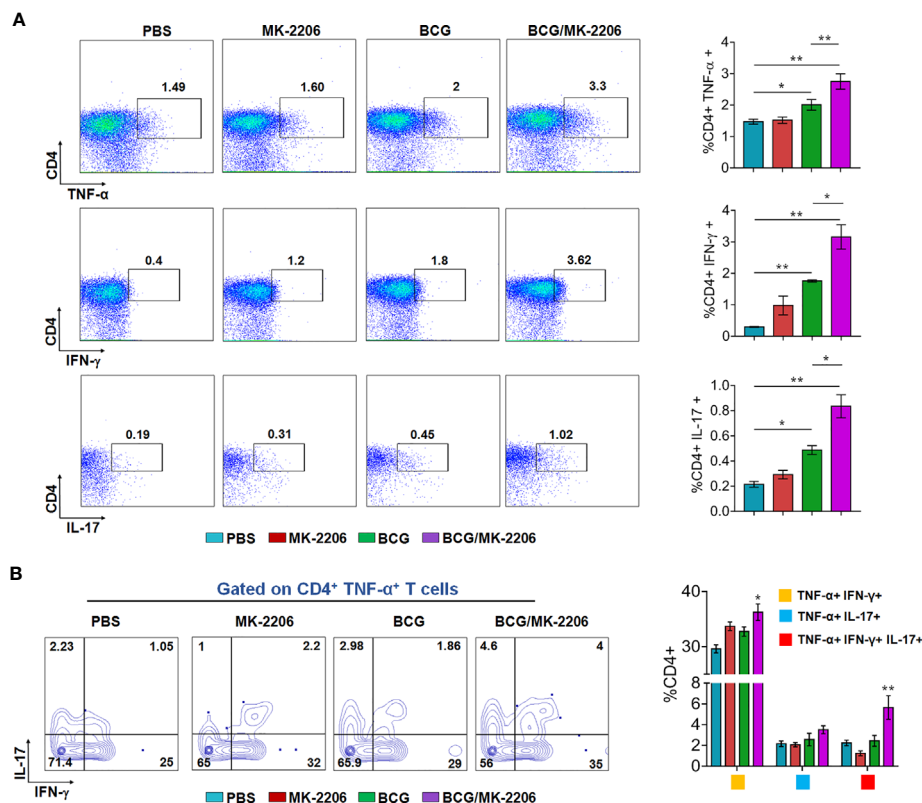 A
PBS MK-2206 BCG BCG/MK-2206
1.49 1.60 2 3.3
CD4
TNF-α
%CD4+ TNF-α +
4
3
2
1
0
* ** **
0.4 1.2 1.8 3.62
CD4
IFN-γ
%CD4+ IFN-γ +
4
3
2
1
0
** ** *
0.19 0.31 0.45 1.02
CD4
IL-17
%CD4+ IL-17 +
1.0
0.8
0.6
0.4
0.2
0.0
* ** *
PBS MK-2206 BCG BCG/MK-2206
B
Gated on CD4⁺ TNF-α⁺ T cells
PBS MK-2206 BCG BCG/MK-2206
2.23 1.05 1 2.2 2.98 1.86 4.6 4
71.4 25 65 32 65.9 29 56 35
IL-17
IFN-γ
%CD4+
40
30
8
6
4
2
0
* **
TNF-α+ IFN-γ+
TNF-α+ IL-17+
TNF-α+ IFN-γ+ IL-17+
PBS MK-2206 BCG BCG/MK-2206